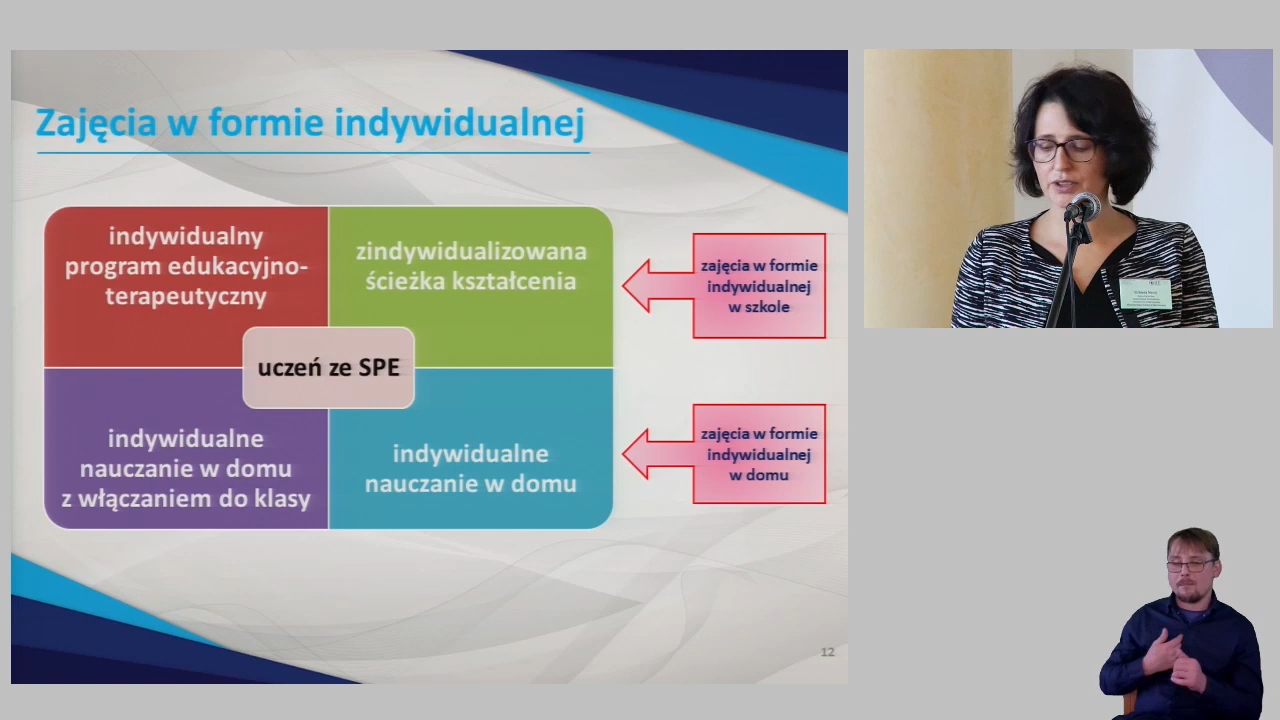 Zajęcia w formie indywidualnej
indywidualny
program edukacyjno-
terapeutyczny
zindywidualizowana
ścieżka kształcenia
uczeń ze SPE
indywidualne
nauczanie w domu
z włączaniem do klasy
indywidualne
nauczanie w domu
zajęcia w formie
indywidualnej
w szkole
zajęcia w formie
indywidualnej
w domu
12